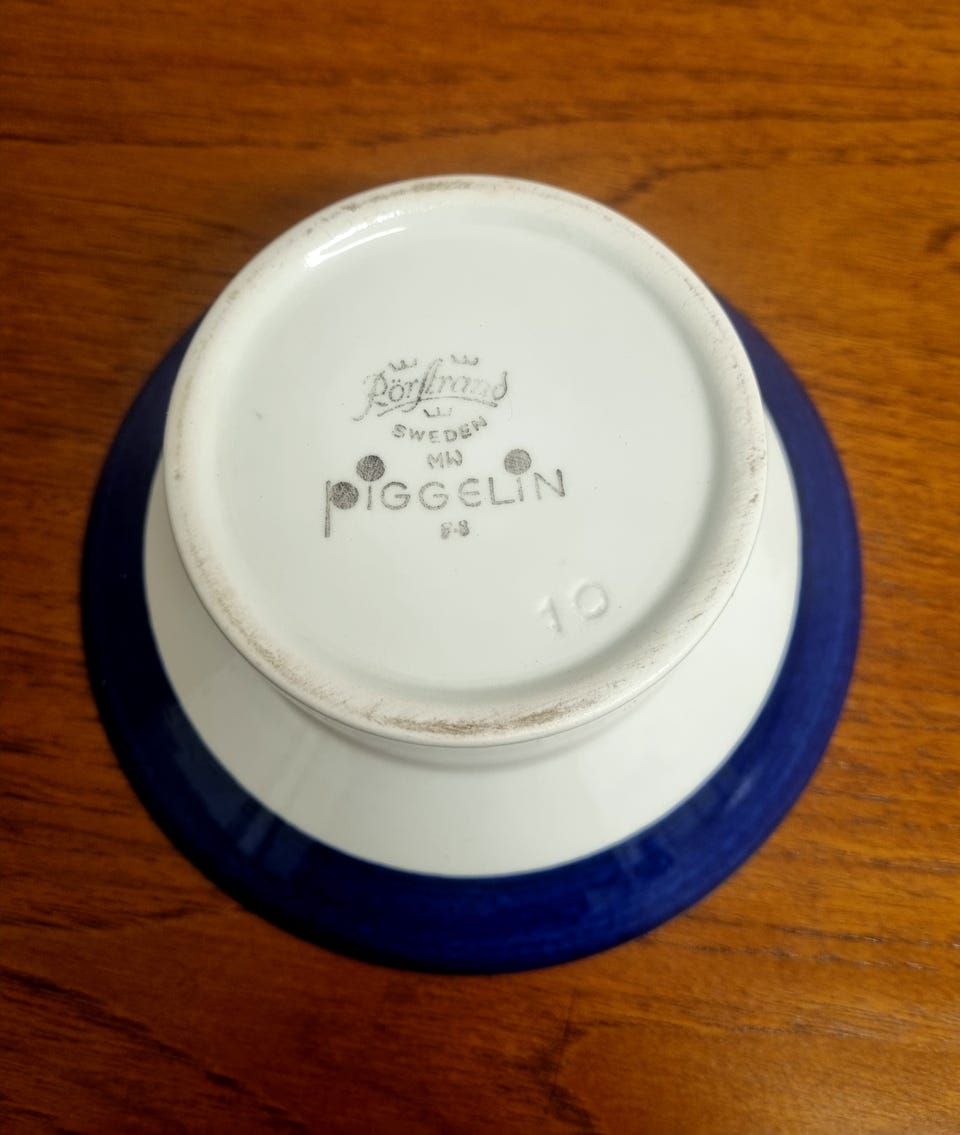 Rörstrand
SWEDEN
MW
PIGGELIN
10